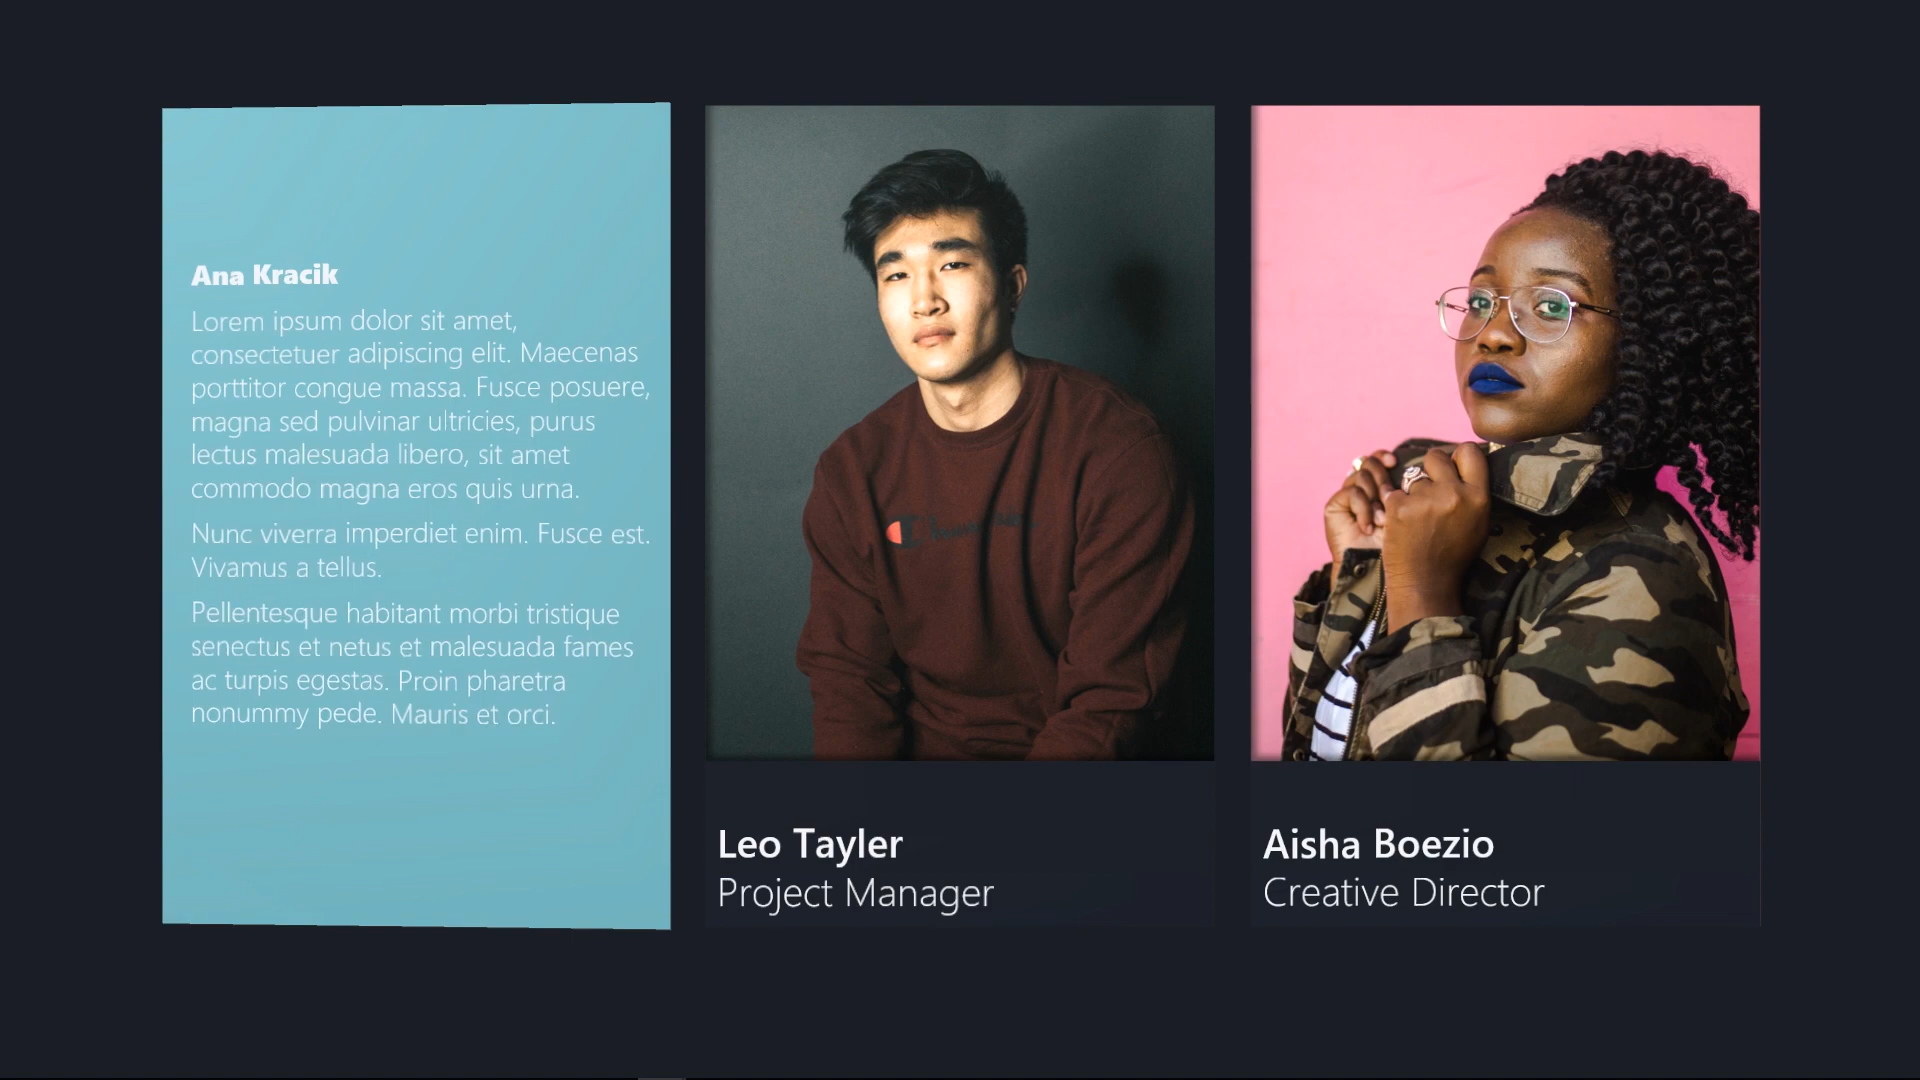 Ana Kracik
Lorem ipsum dolor sit amet,
consectetuer adipiscing elit. Maecenas
porttitor congue massa. Fusce posuere,
magna sed pulvinar ultricies, purus
lectus malesuada libero, sit amet
commodo magna eros quis urna.
Nunc viverra imperdiet enim. Fusce est.
Vivamus a tellus.
Pellentesque habitant morbi tristique
senectus et netus et malesuada fames
ac turpis egestas. Proin pharetra
nonummy pede. Mauris et orci.
Leo Tayler
Project Manager
Aisha Boezio
Creative Director